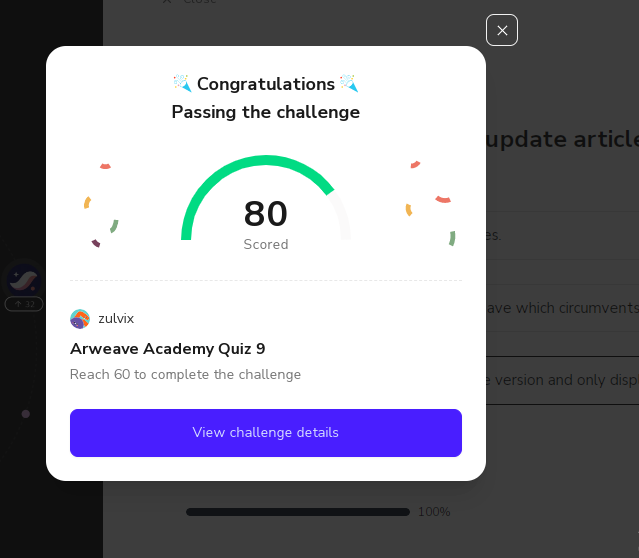 Close
Congratulations
Passing the challenge
update article
80
Scored
es.
ave which circumvents
32
zulvix
Arweave Academy Quiz 9
Reach 60 to complete the challenge
e version and only disp
View challenge details
100%